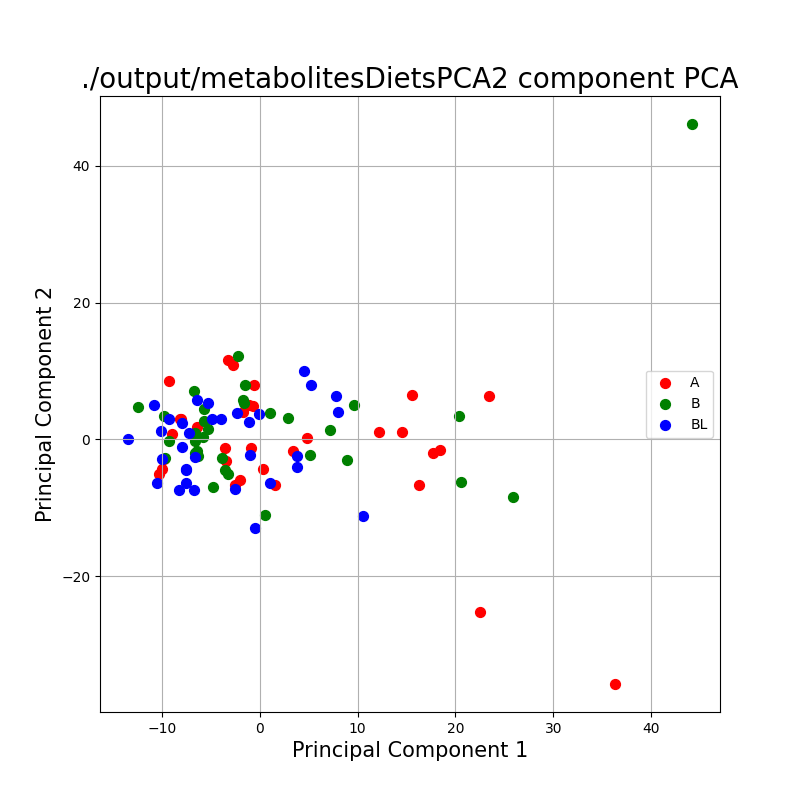 ./output/metabolitesDietsPCA2 component PCA
Principal Component 2
40
20
0
−20
A
B
BL
−10
0
10
20
30
40
Principal Component 1